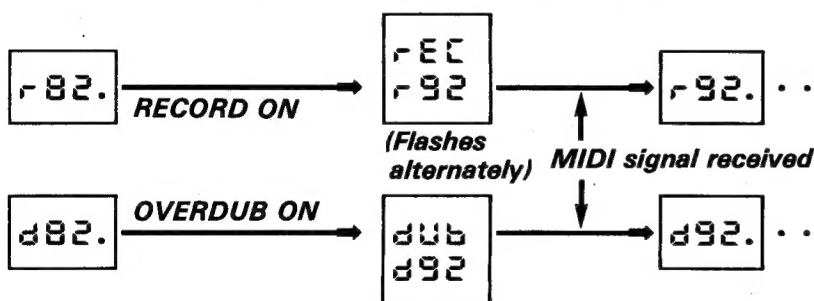 r82.
RECORD ON
rEC
r92
(Flashes
alternately)
MIDI signal received
r92. . .
d82.
OVERDUB ON
dUb
d92
d92. . .